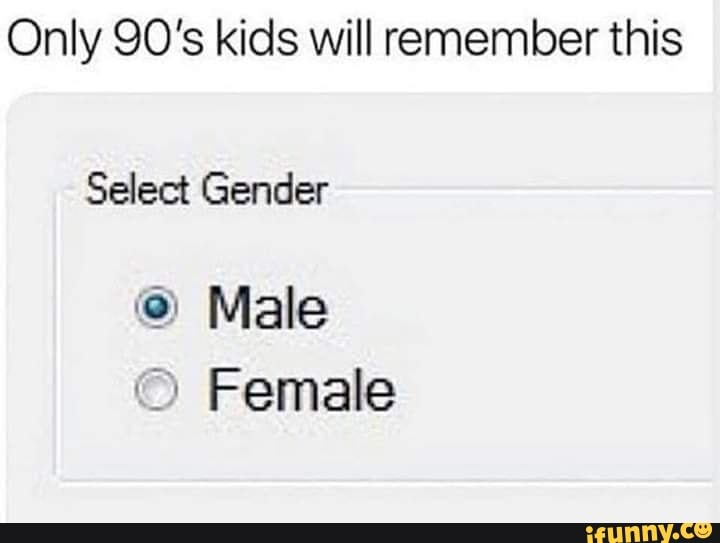 Only 90's kids will remember this
Select Gender
Male
Female
ifunny.co